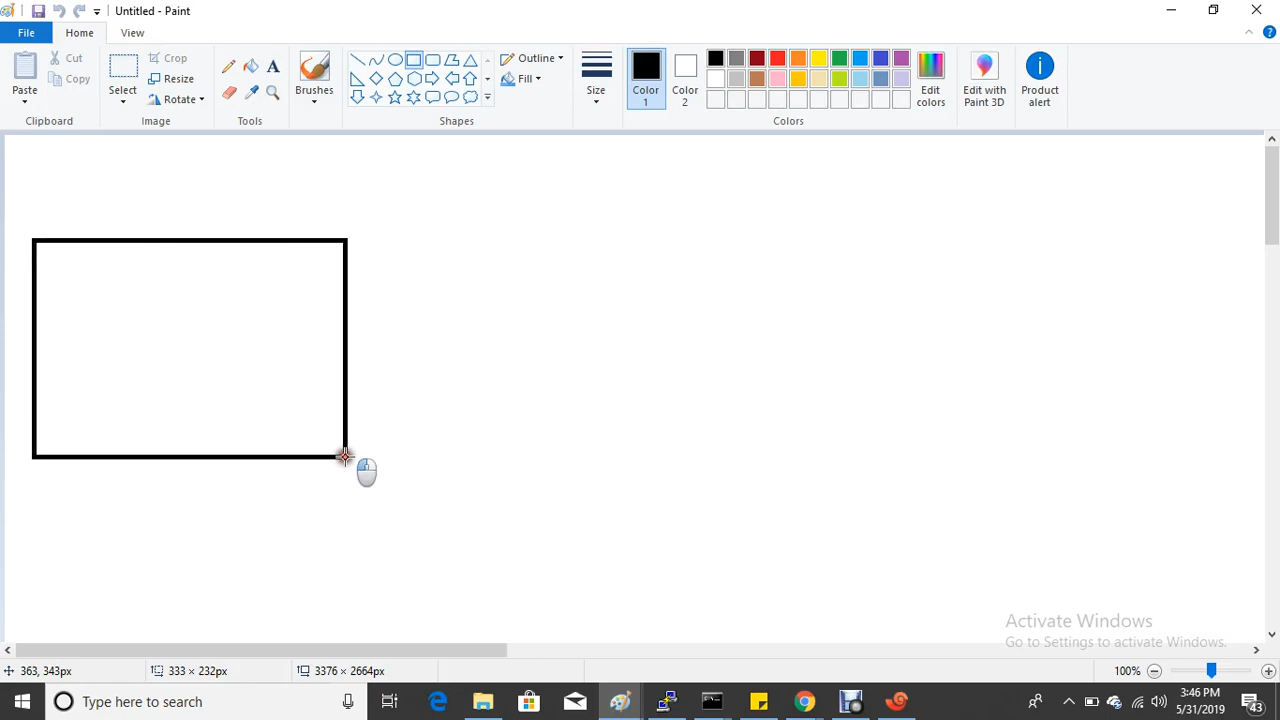 Untitled - Paint
File Home View
Paste
Cut
Copy
Clipboard
Select
Crop
Resize
Rotate
Image
A
Tools
Brushes
Outline
Fill
Shapes
Size
Color 1
Color 2
Edit colors
Colors
Edit with Paint 3D
Product alert
Activate Windows
Go to Settings to activate Windows.
363, 343px 333 × 232px 3376 × 2664px 100%
Type here to search
3:46 PM
5/31/2019
43